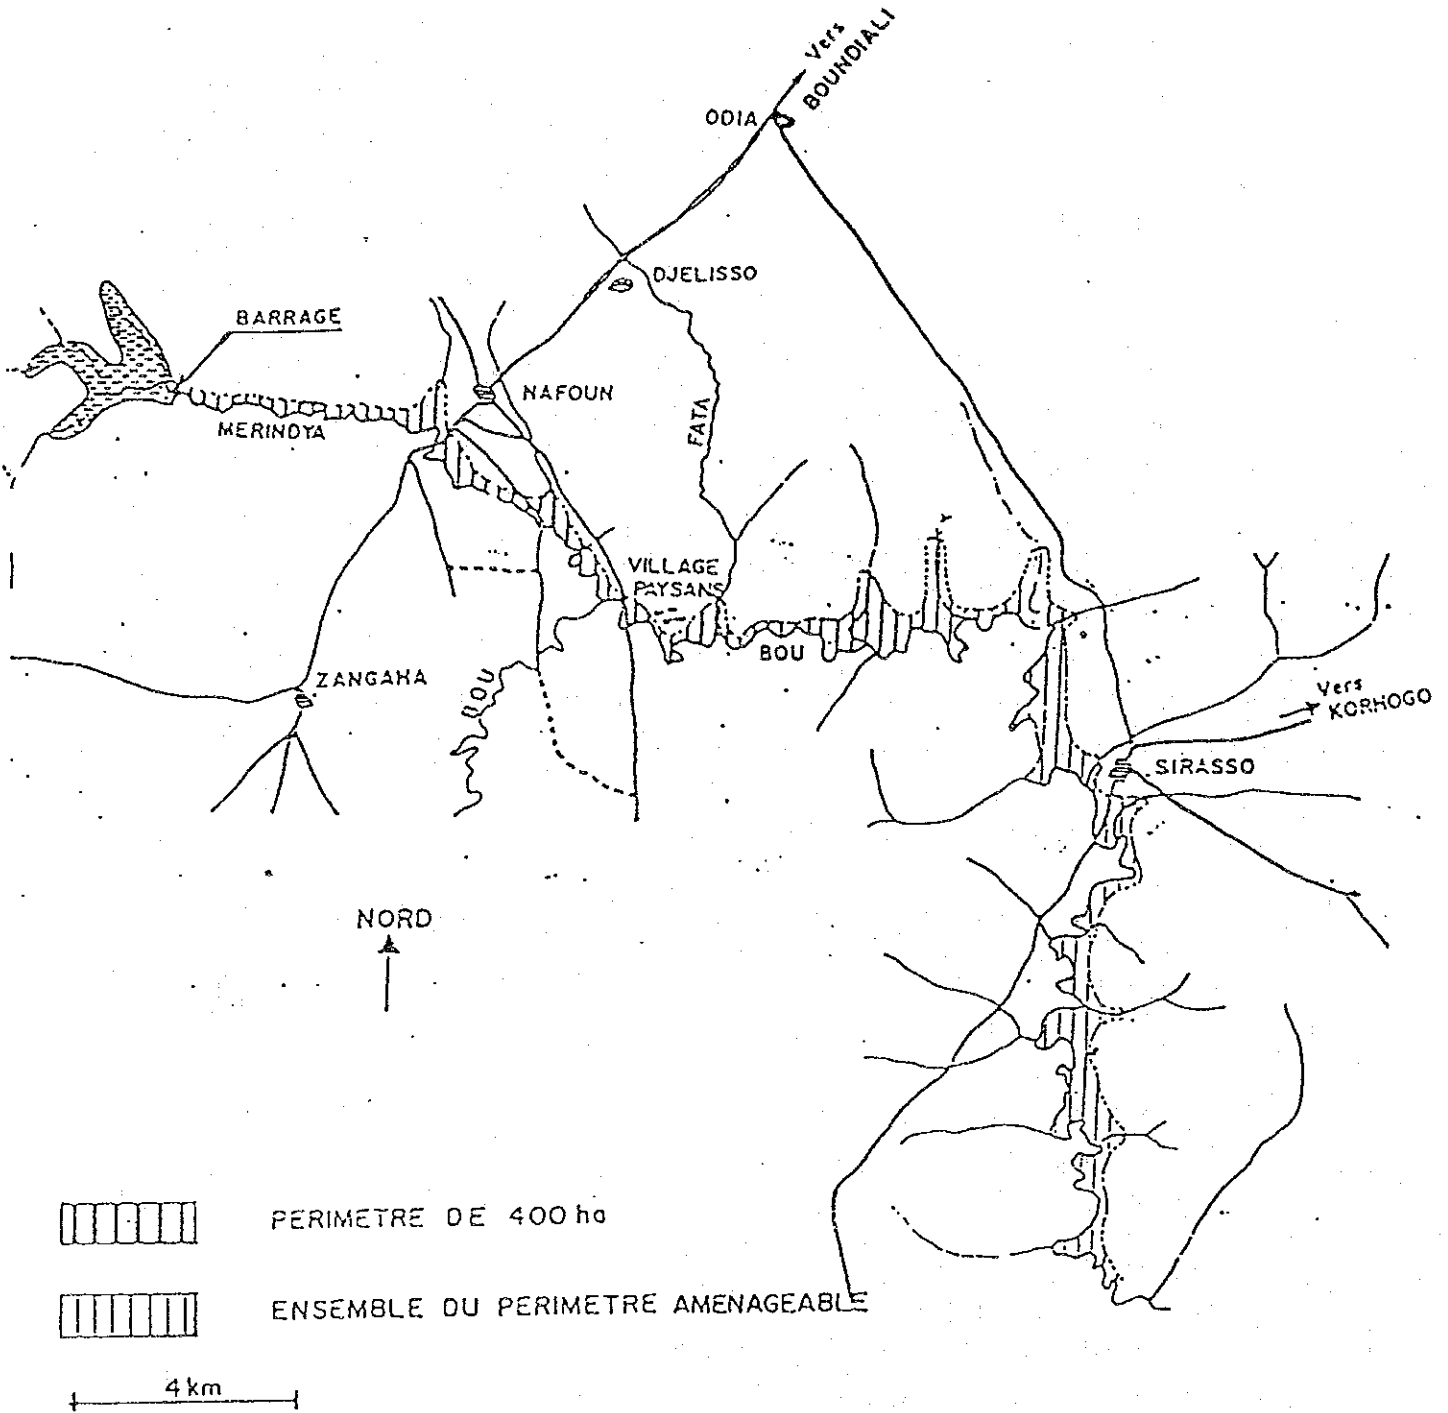 Vers
BOUNDIALI
ODIA
DJELISSO
BARRAGE
NAFOUN
MERINDYA
FATA
VILLAGE
PAYSANS
BOU
ZANGAHA
BOU
Vers
KORHOGO
SIRASSO
NORD
PERIMETRE DE 400 ha
ENSEMBLE DU PERIMETRE AMENAGEABLE
4 km